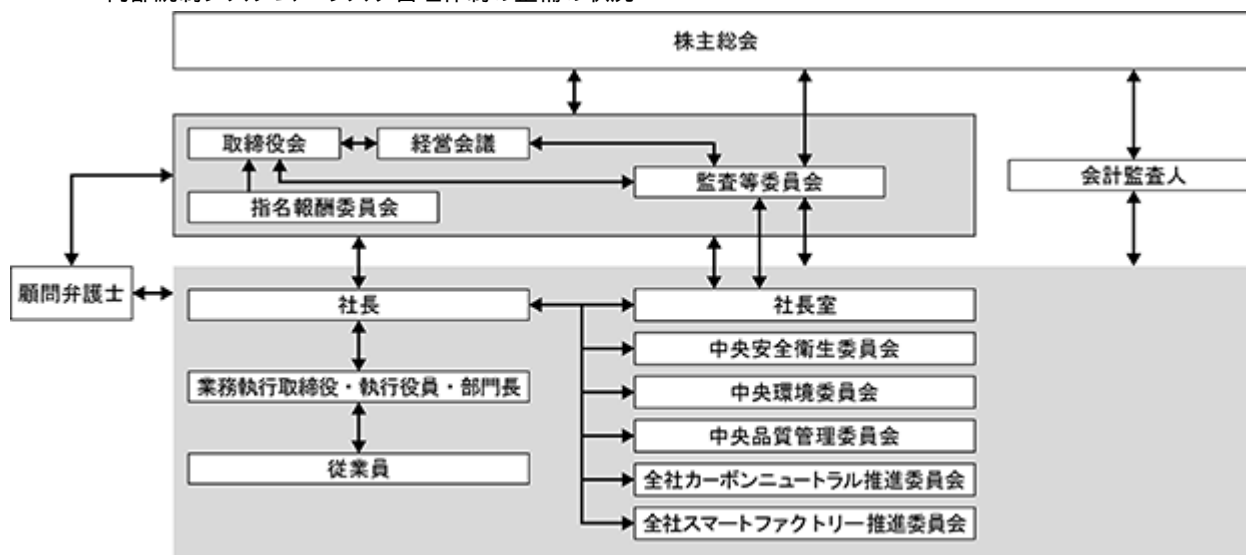 株主総会
取締役会
経営会議
監査等委員会
会計監査人
指名報酬委員会
顧問弁護士
社長
社長室
中央安全衛生委員会
業務執行取締役・執行役員・部門長
中央環境委員会
中央品質管理委員会
従業員
全社カーボンニュートラル推進委員会
全社スマートファクトリー推進委員会